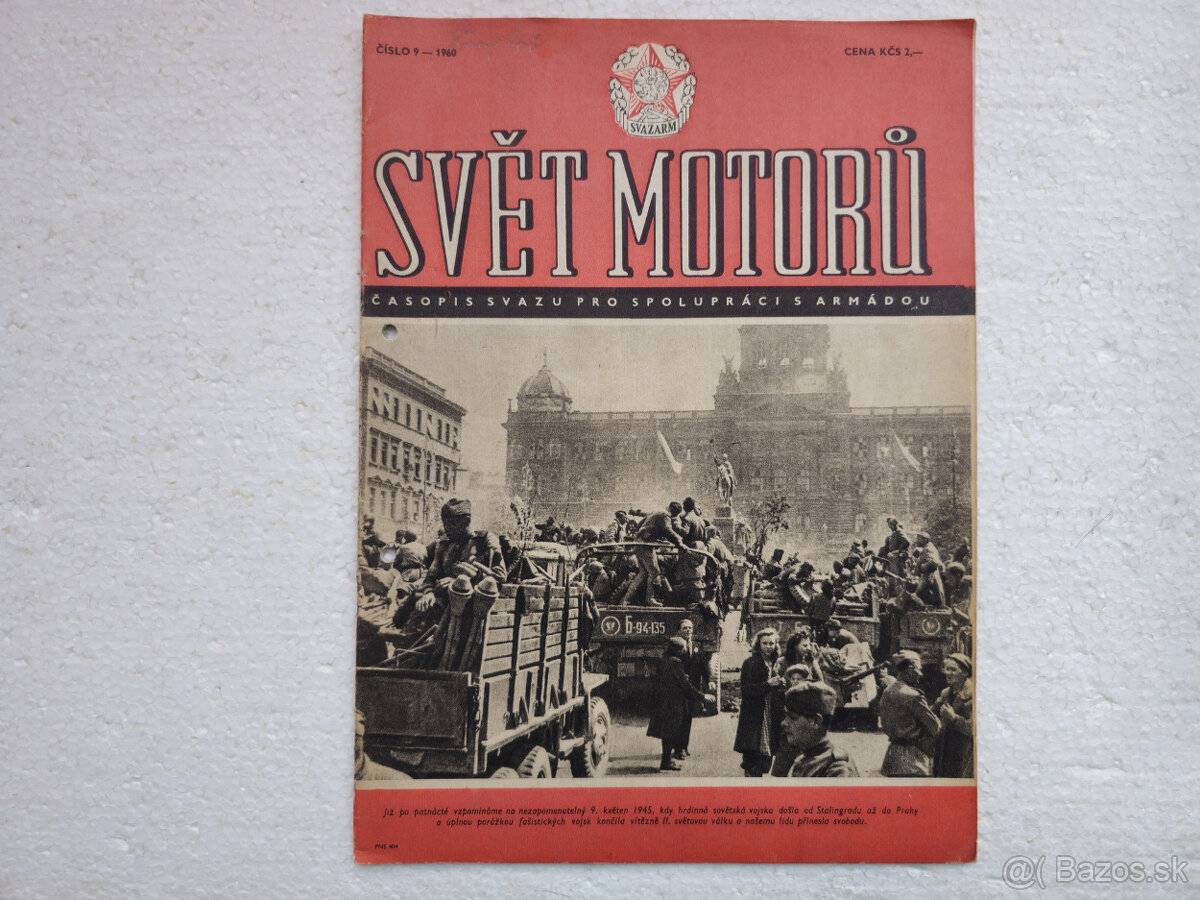 ČÍSLO 9 — 1960
CENA KČS 2,—
SVAZARM
SVĚT MOTORŮ
ČASOPIS SVAZU PRO SPOLUPRÁCI S ARMÁDOU
Б-94-135
Již po patnácté vzpomínáme na nezapomenutelný 9. květen 1945, kdy hrdinná sovětská vojska došla od Stalingradu až do Prahy
a úplnou porážkou fašistických vojsk končila vítězně II. světovou válku a našemu lidu přinesla svobodu.
PNS 404
@( Bazos.sk